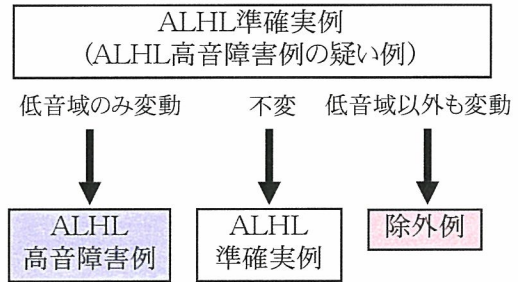 ALHL準確実例
(ALHL高音障害例の疑い例)
低音域のみ変動
不変
低音域以外も変動
ALHL
高音障害例
ALHL
準確実例
除外例